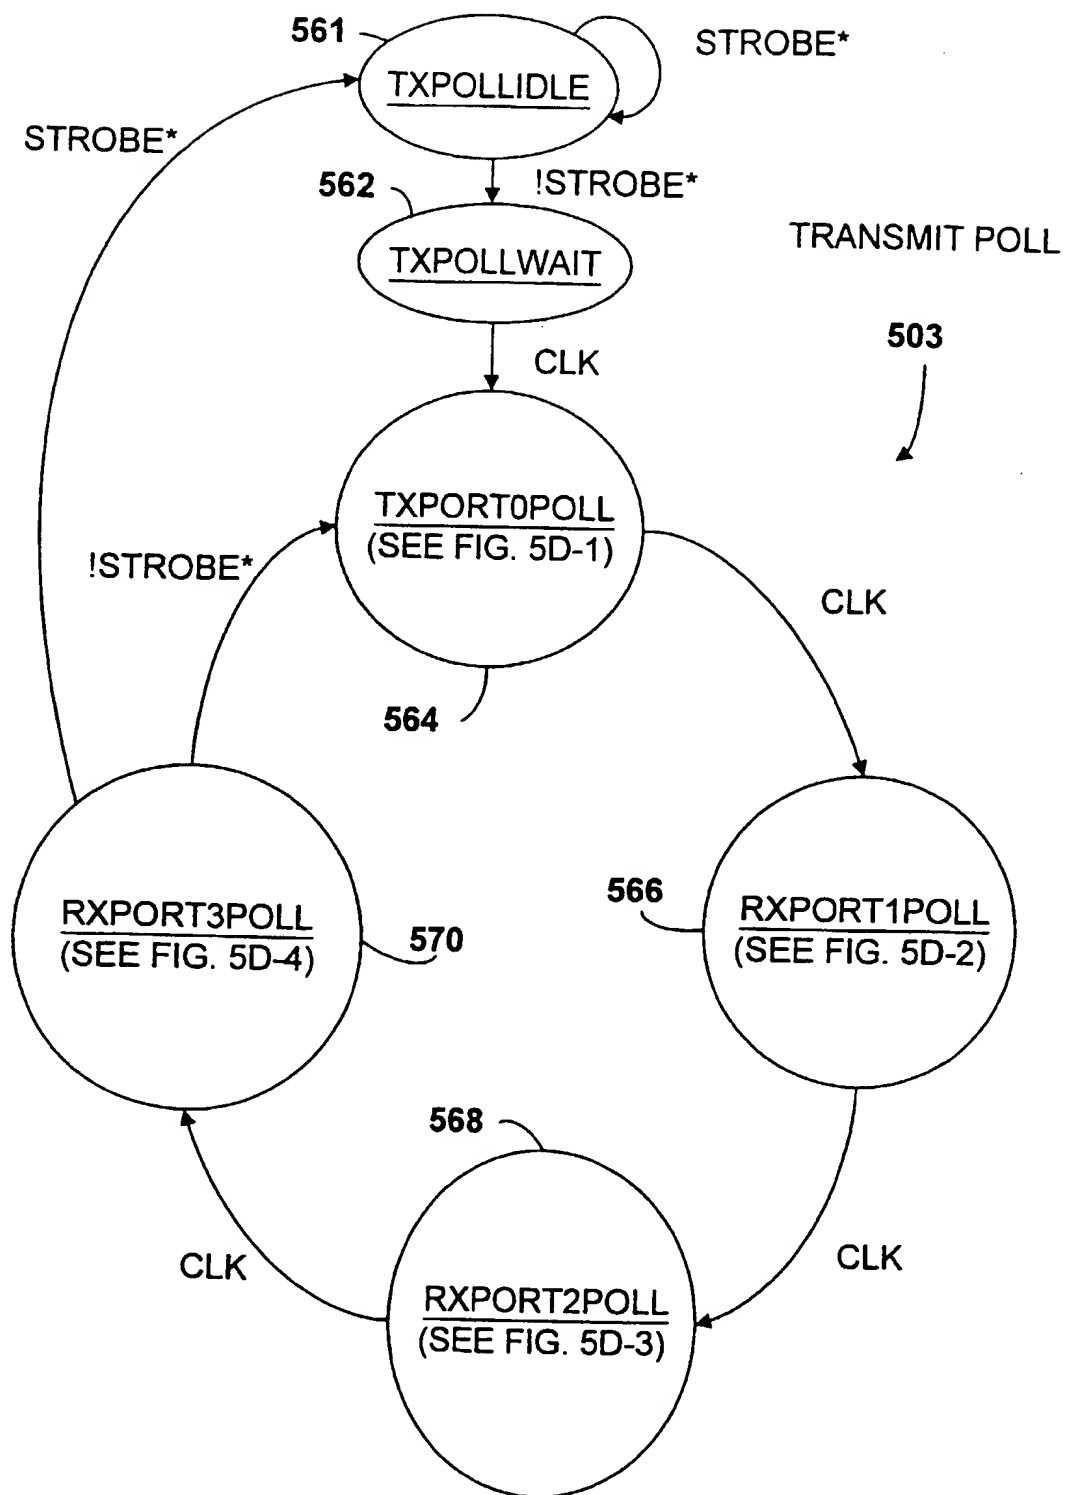 561
STROBE*
TXPOLLIDLE
STROBE*
562
!STROBE*
TXPOLLWAIT
TRANSMIT POLL
503
CLK
TXPORT0POLL
(SEE FIG. 5D-1)
!STROBE*
CLK
564
566
RXPORT3POLL
(SEE FIG. 5D-4)
570
RXPORT1POLL
(SEE FIG. 5D-2)
568
CLK
CLK
RXPORT2POLL
(SEE FIG. 5D-3)